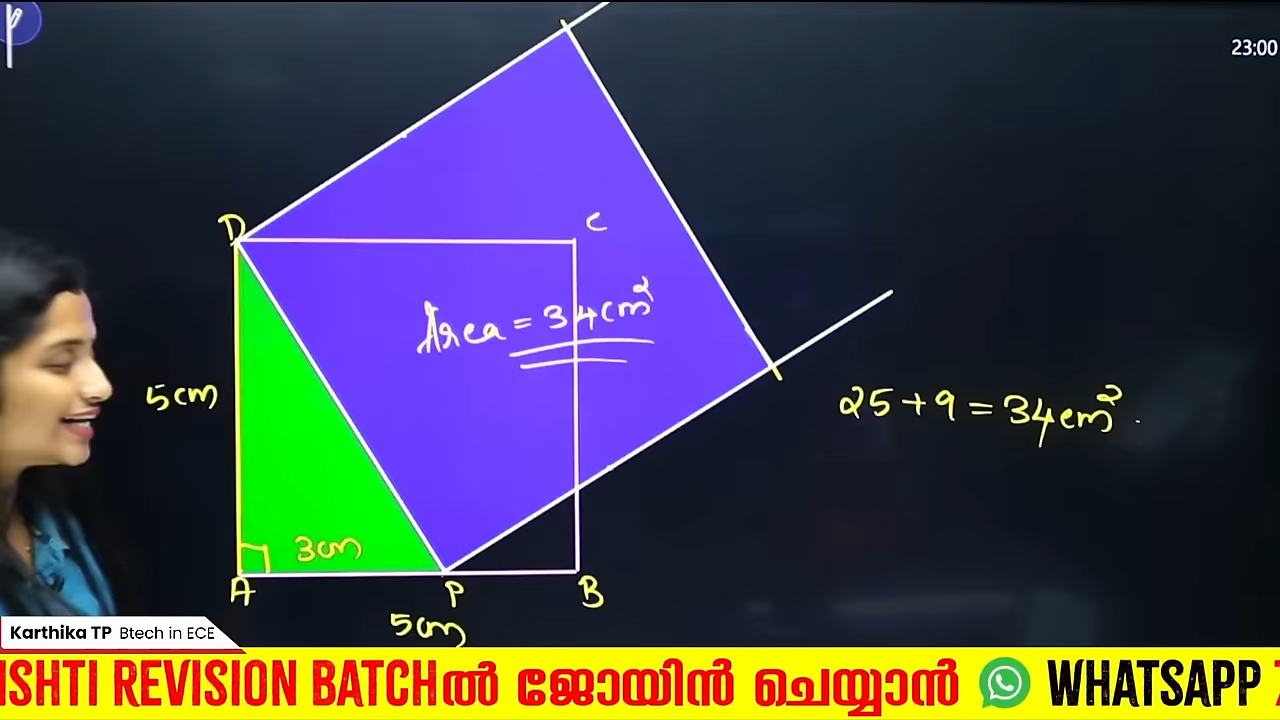 23:00
D
C
Area = 34cm²
5cm
25 + 9 = 34cm²
3cm
A
P
B
5cm
Karthika TP Btech in ECE
ISHTI REVISION BATCHൽ ജോയിൻ ചെയ്യാൻ WHATSAPP